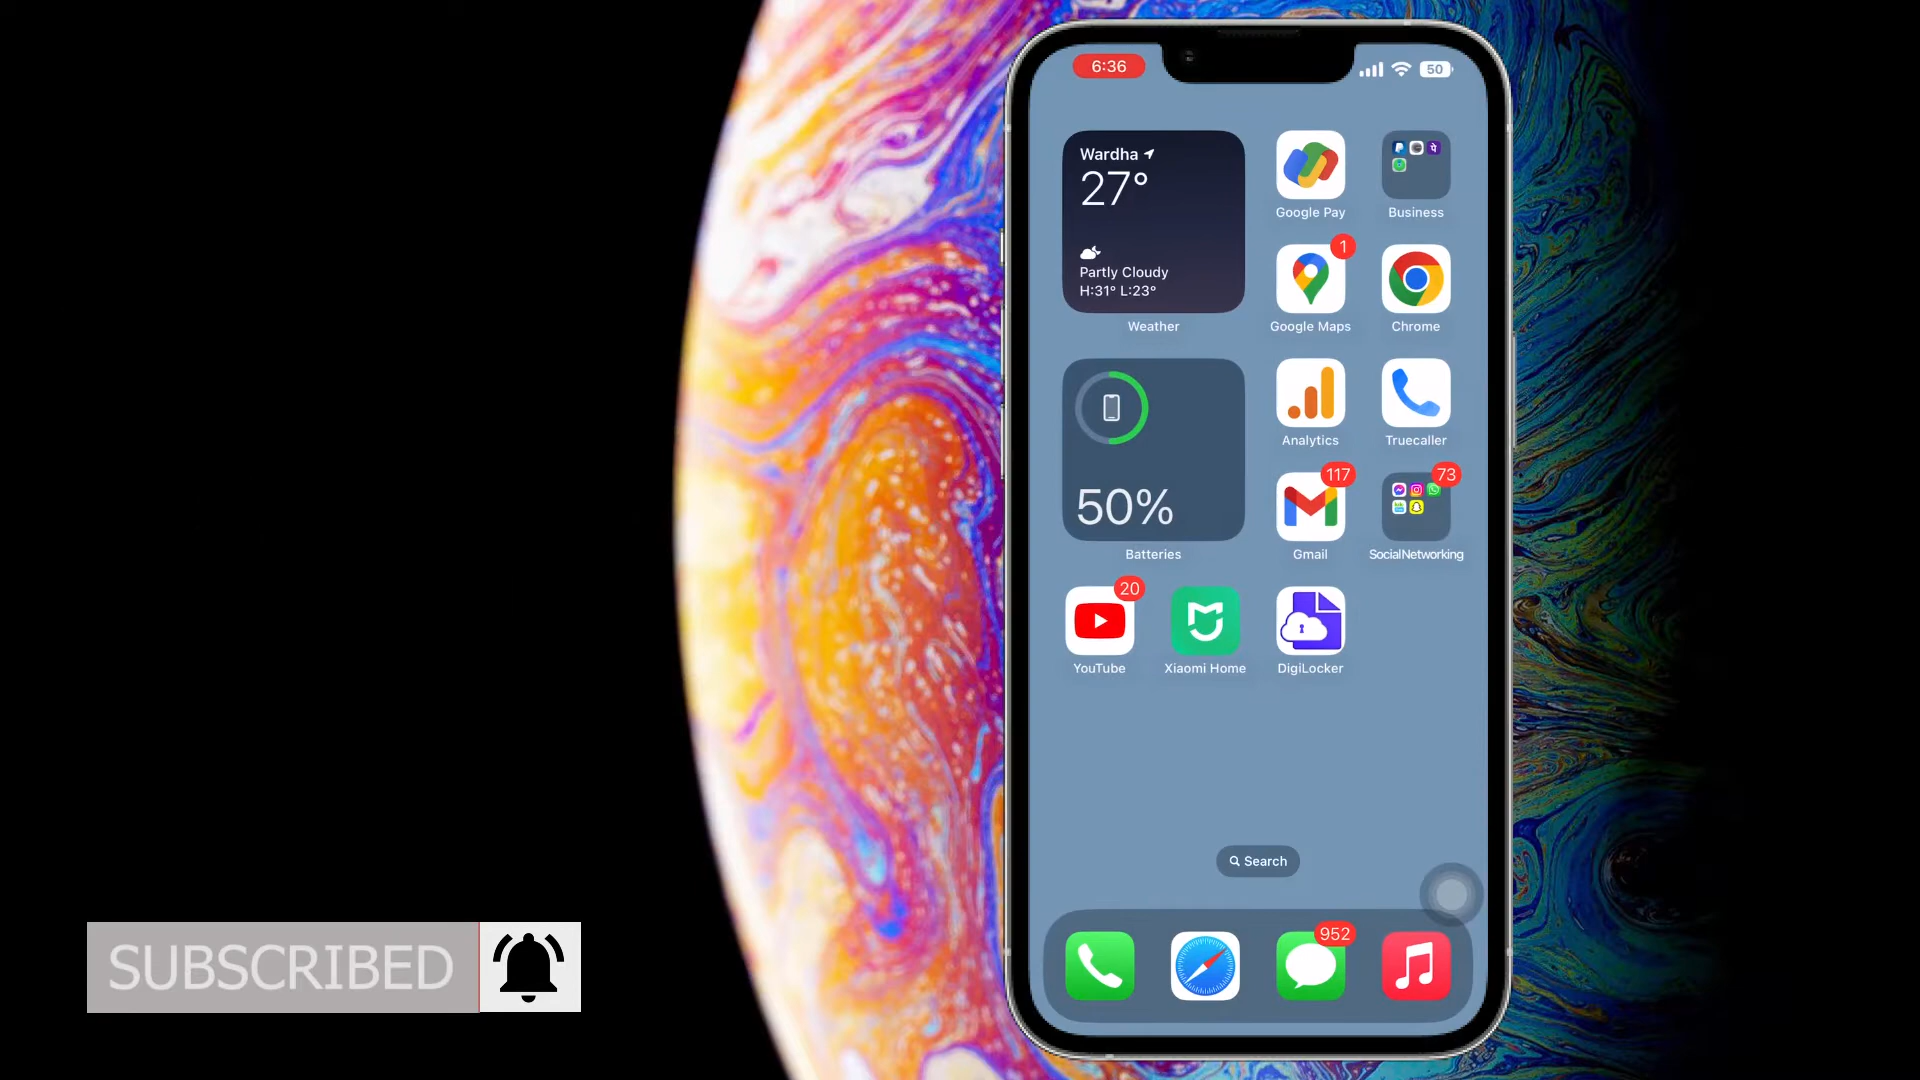 6:36
50
Wardha
27°
Partly Cloudy
H:31° L:23°
Weather
Google Pay
Business
1
Google Maps
Chrome
50%
Batteries
Analytics
Truecaller
117
Gmail
73
SocialNetworking
20
YouTube
Xiaomi Home
DigiLocker
Search
952
SUBSCRIBED